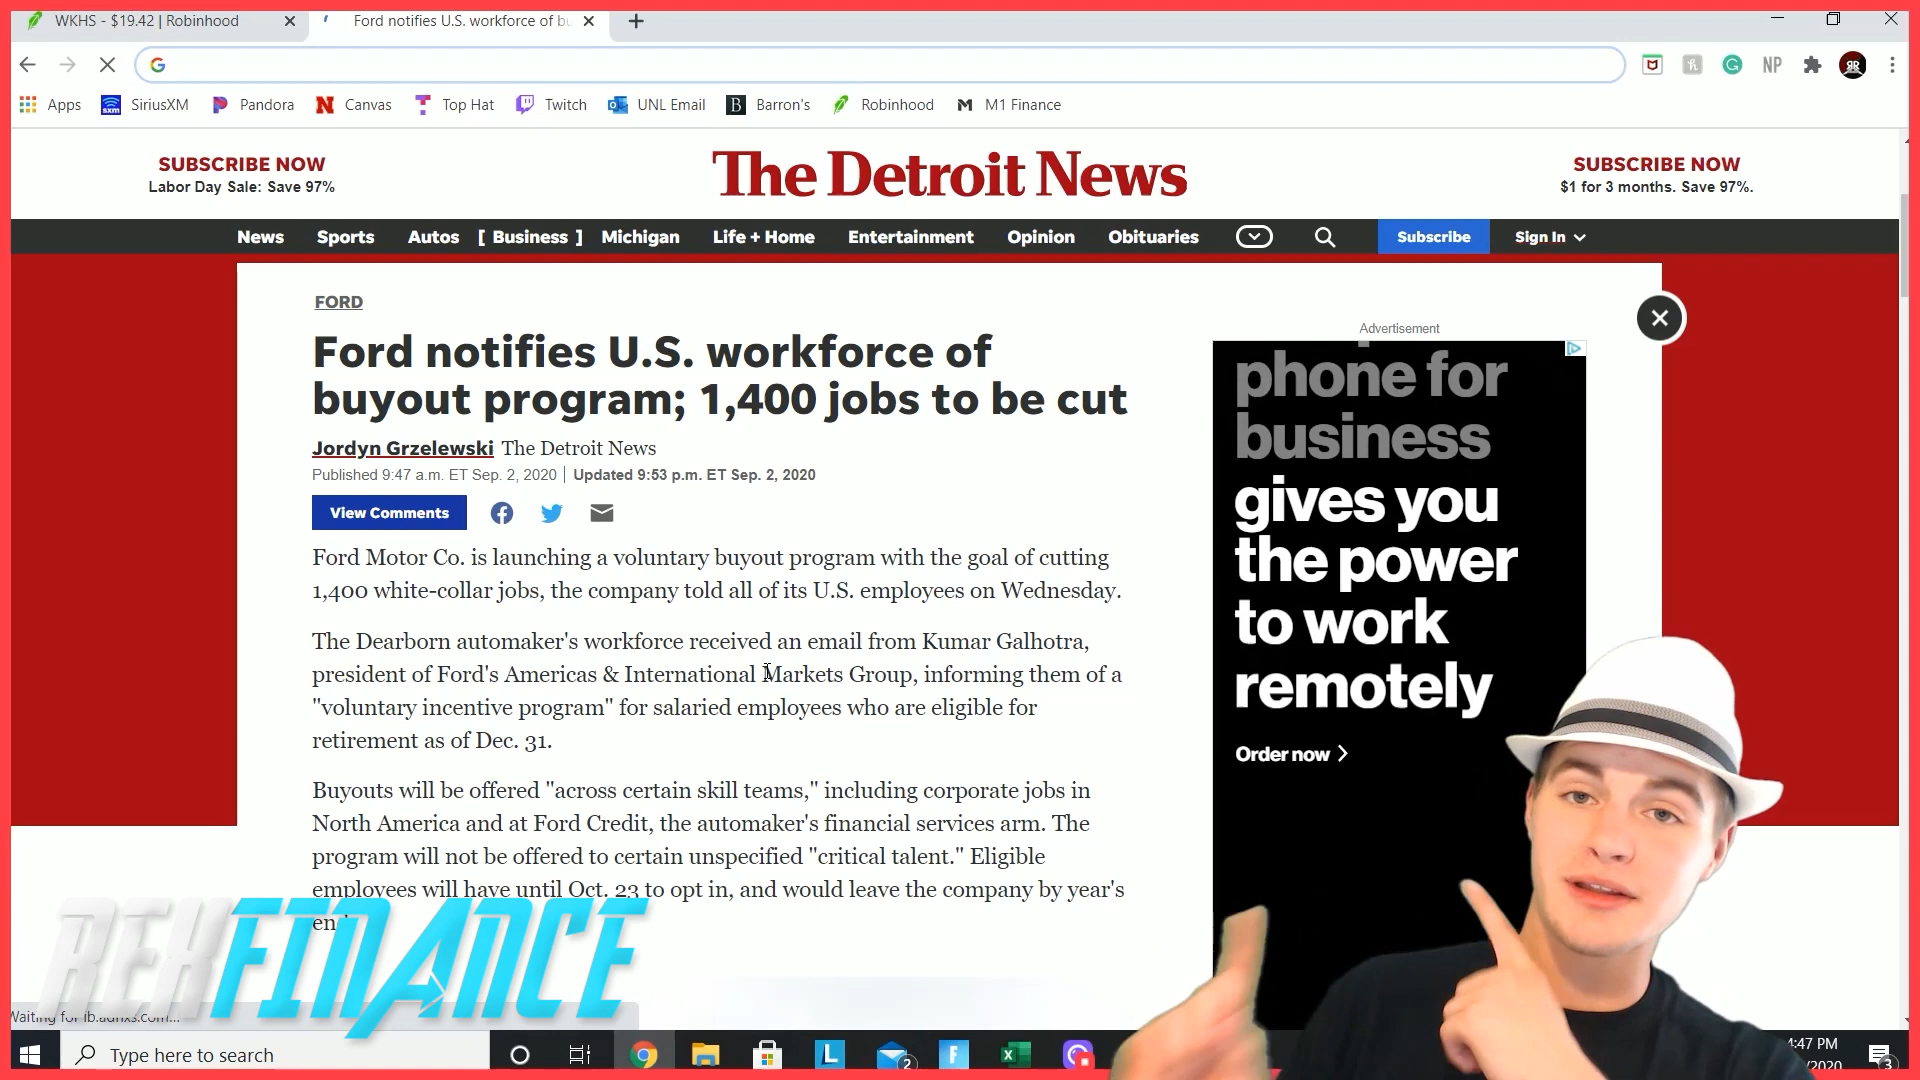 WKHS - $19.42 | Robinhood
Ford notifies U.S. workforce of bu
Apps
SiriusXM
Pandora
Canvas
Top Hat
Twitch
UNL Email
Barron's
Robinhood
M1 Finance
NP
SUBSCRIBE NOW
Labor Day Sale: Save 97%
The Detroit News
SUBSCRIBE NOW
$1 for 3 months. Save 97%.
News
Sports
Autos
[ Business ]
Michigan
Life + Home
Entertainment
Opinion
Obituaries
Subscribe
Sign In
FORD
Ford notifies U.S. workforce of
buyout program; 1,400 jobs to be cut
Jordyn Grzelewski The Detroit News
Published 9:47 a.m. ET Sep. 2, 2020 | Updated 9:53 p.m. ET Sep. 2, 2020
View Comments
Ford Motor Co. is launching a voluntary buyout program with the goal of cutting
1,400 white-collar jobs, the company told all of its U.S. employees on Wednesday.
The Dearborn automaker's workforce received an email from Kumar Galhotra,
president of Ford's Americas & International Markets Group, informing them of a
"voluntary incentive program" for salaried employees who are eligible for
retirement as of Dec. 31.
Buyouts will be offered "across certain skill teams," including corporate jobs in
North America and at Ford Credit, the automaker's financial services arm. The
program will not be offered to certain unspecified "critical talent." Eligible
employees will have until Oct. 23 to opt in, and would leave the company by year's
Advertisement
phone for
business
gives you
the power
to work
remotely
Order now
REKFINANCE
Waiting for
Type here to search
2
4:47 PM
2020
3